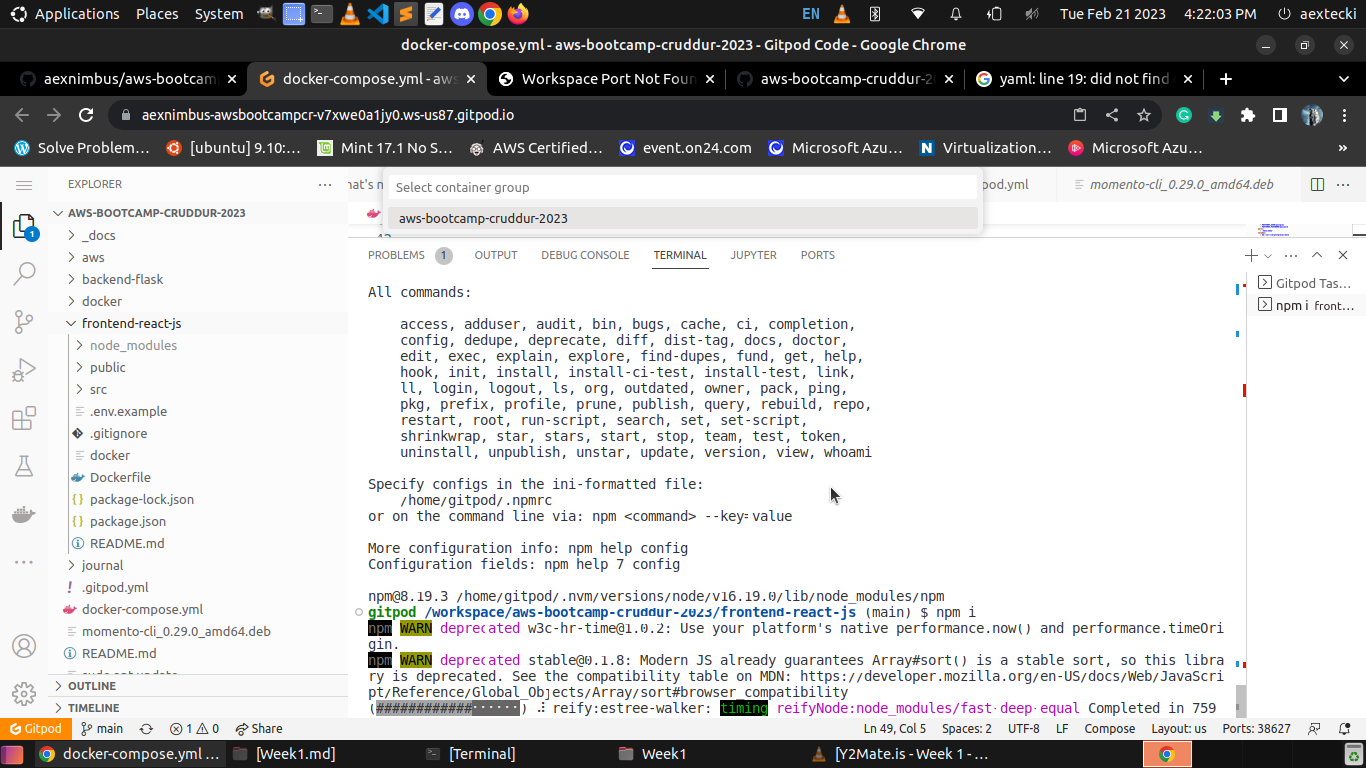 Applications Places System EN Tue Feb 21 2023 4:22:03 PM aextecki
docker-compose.yml - aws-bootcamp-cruddur-2023 - Gitpod Code - Google Chrome
aexnimbus/aws-bootcam docker-compose.yml - aws Workspace Port Not Foun aws-bootcamp-cruddur-2 yaml: line 19: did not find
aexnimbus-awsbootcampcr-v7xwe0a1jy0.ws-us87.gitpod.io
Solve Problem… [ubuntu] 9.10:… Mint 17.1 No S… AWS Certified… event.on24.com Microsoft Azu… Virtualization… Microsoft Azu… »
EXPLORER
hat's n
Select container group
pod.yml
momento-cli_0.29.0_amd64.deb
AWS-BOOTCAMP-CRUDDUR-2023
aws-bootcamp-cruddur-2023
_docs
aws
backend-flask
docker
frontend-react-js
node_modules
public
src
.env.example
.gitignore
docker
Dockerfile
package-lock.json
package.json
README.md
journal
.gitpod.yml
docker-compose.yml
momento-cli_0.29.0_amd64.deb
README.md
OUTLINE
TIMELINE
1
PROBLEMS 1 OUTPUT DEBUG CONSOLE TERMINAL JUPYTER PORTS
All commands:
access, adduser, audit, bin, bugs, cache, ci, completion,
config, dedupe, deprecate, diff, dist-tag, docs, doctor,
edit, exec, explain, explore, find-dupes, fund, get, help,
hook, init, install, install-ci-test, install-test, link,
ll, login, logout, ls, org, outdated, owner, pack, ping,
pkg, prefix, profile, prune, publish, query, rebuild, repo,
restart, root, run-script, search, set, set-script,
shrinkwrap, star, stars, start, stop, team, test, token,
uninstall, unpublish, unstar, update, version, view, whoami
Specify configs in the ini-formatted file:
/home/gitpod/.npmrc
or on the command line via: npm <command> --key=value
More configuration info: npm help config
Configuration fields: npm help 7 config
npm@8.19.3 /home/gitpod/.nvm/versions/node/v16.19.0/lib/node_modules/npm
gitpod /workspace/aws-bootcamp-cruddur-2023/frontend-react-js (main) $ npm i
npm WARN deprecated w3c-hr-time@1.0.2: Use your platform's native performance.now() and performance.timeOri
gin.
npm WARN deprecated stable@0.1.8: Modern JS already guarantees Array#sort() is a stable sort, so this libra
ry is deprecated. See the compatibility table on MDN: https://developer.mozilla.org/en-US/docs/Web/JavaScri
pt/Reference/Global_Objects/Array/sort#browser_compatibility
(############······) ⠼ reify:estree-walker: timing reifyNode:node_modules/fast-deep-equal Completed in 759
Gitpod Tas…
npm i front…
Gitpod main 1 0 Share Ln 49, Col 5 Spaces: 2 UTF-8 LF Compose Layout: us Ports: 38627
docker-compose.yml … [Week1.md] [Terminal] Week1 [Y2Mate.is - Week 1 - …